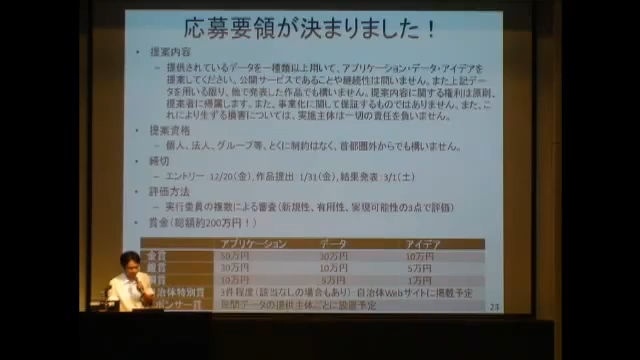 応募要領が決まりました！
• 提案内容
– 提供されているデータを一種類以上用いて、アプリケーション・データ・アイデアを
提案してください。公開サービスであることや継続性は問いません。また上記デー
タを用いる限り、他で発表した作品でも構いません。提案内容に関する権利は原則、
提案者に帰属します。また、事業化に関して保証するものではありません。また、これ
により生ずる損害については、実施主体は一切の責任を負いません。
• 提案資格
– 個人、法人、グループ等、とくに制約はなく、首都圏外からでも構いません。
• 締切
– エントリー：12/20（金），作品提出：1/31（金），結果発表：3/1（土）
• 評価方法
– 実行委員の複数による審査（新規性、有用性、実現可能性の3点で評価）
• 賞金（総額約200万円！）
アプリケーション データ アイデア
金賞 50万円 30万円 10万円
銀賞 30万円 10万円 5万円
銅賞 10万円 5万円 1万円
治体特別賞 3件程度（該当なしの場合もあり）→自治体Webサイトに掲載予定
ポンサー賞 民間データの提供主体ごとに設置予定
23